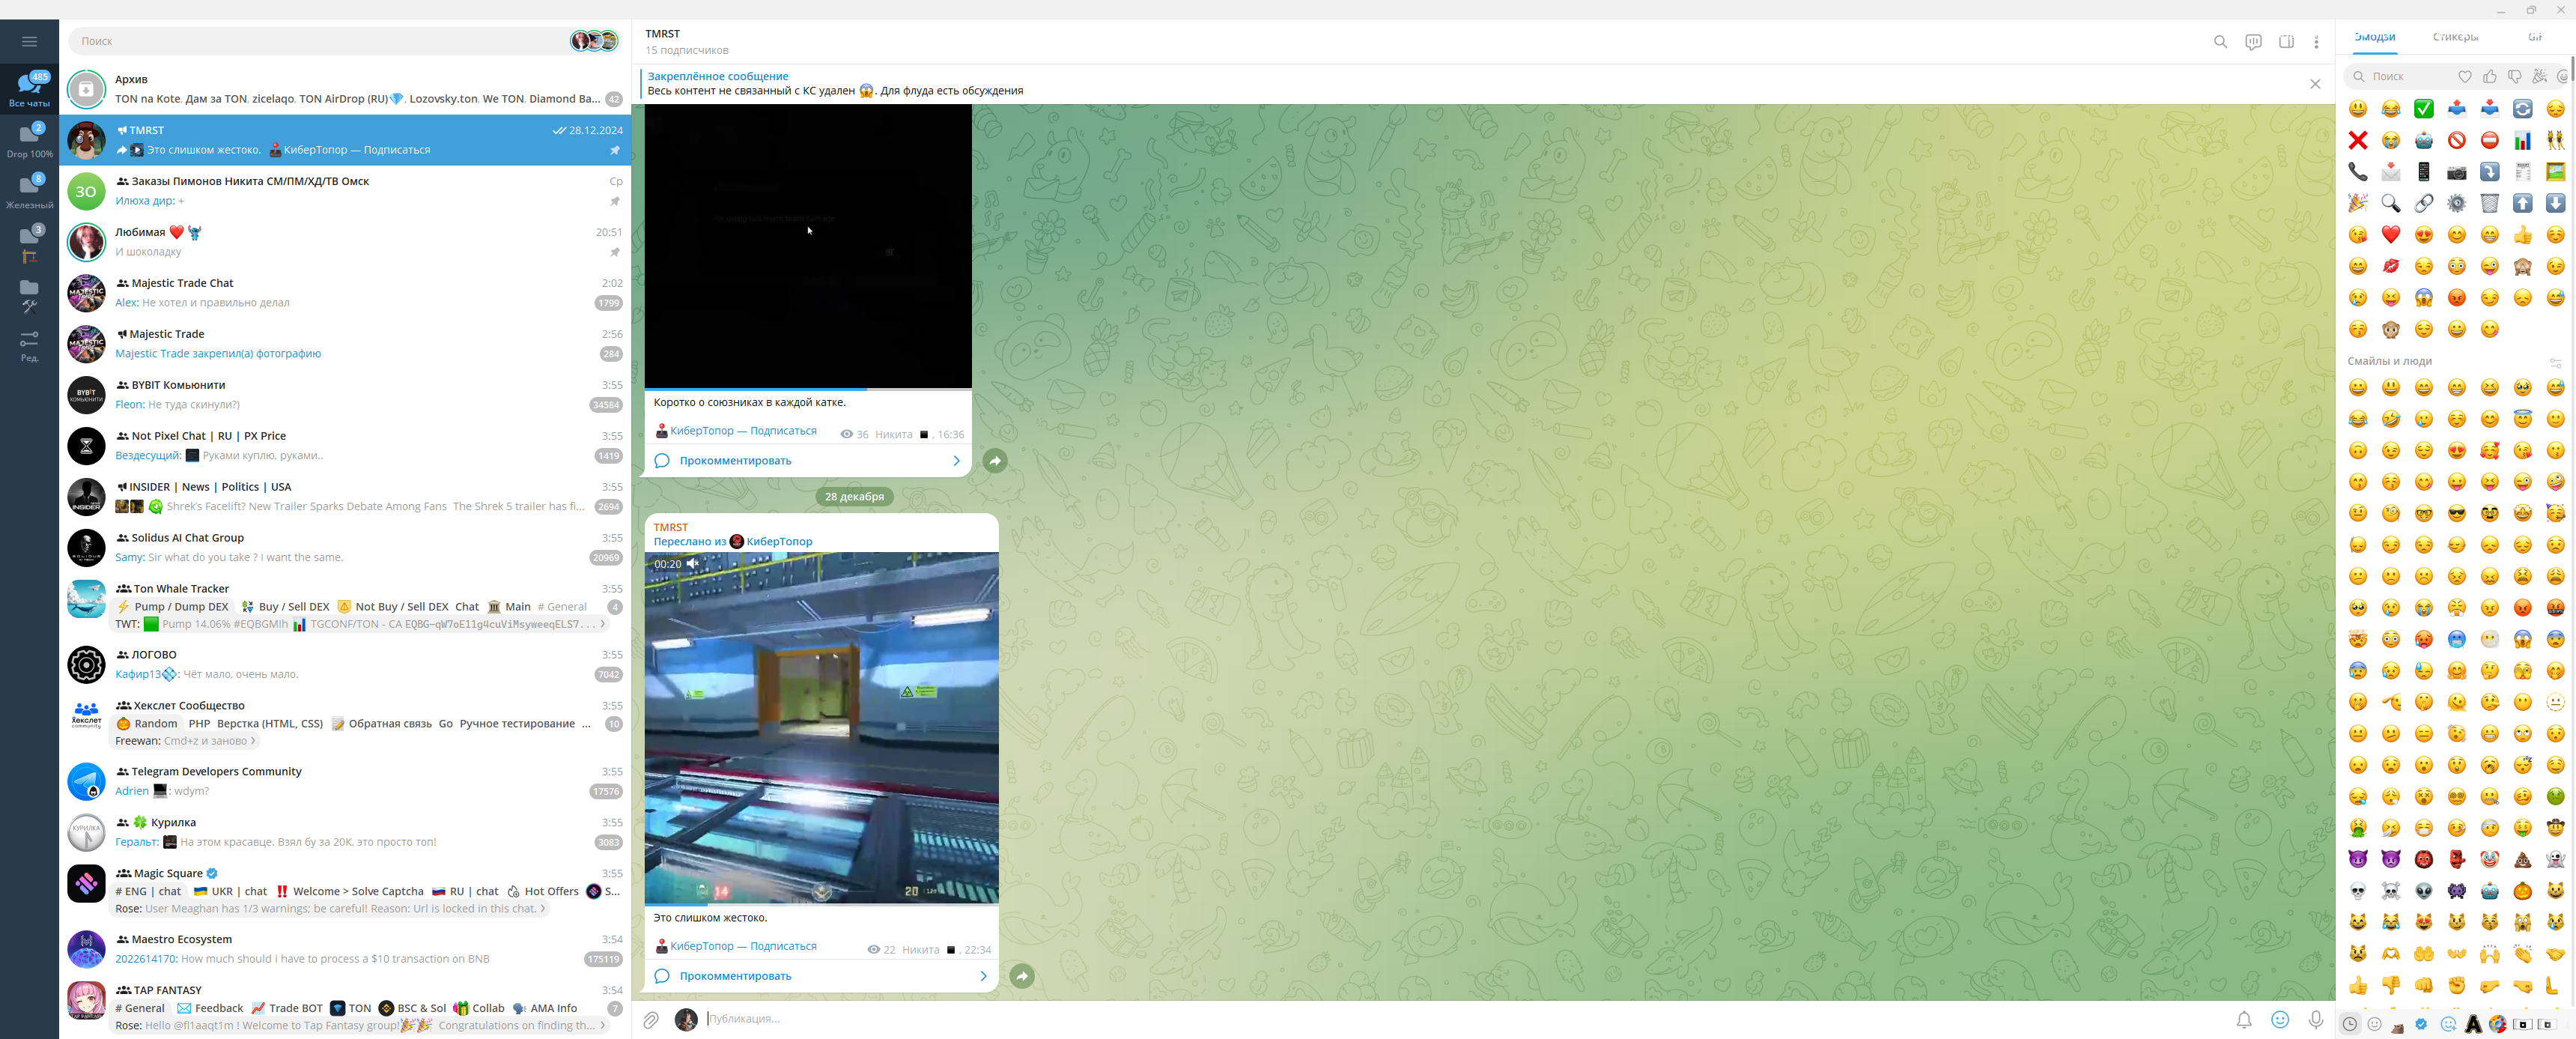 Поиск
485
Все чаты
2
Drop 100%
8
Железный
3
Ред.
Архив
TON на Kote, Дам за TON, zicelaqo, TON AirDrop (RU)💎, Lozovsky.ton, We TON, Diamond Ba...
42
TMRST
28.12.2024
Это слишком жестоко. 🕹КиберТопор — Подписаться
ЗО
Заказы Пимонов Никита СМ/ПМ/ХД/ТВ Омск
Ср
Илюха дир: +
Любимая ❤️
20:51
И шоколадку
Majestic Trade Chat
2:02
Alex: Не хотел и правильно делал
1799
Majestic Trade
2:56
Majestic Trade закрепил(а) фотографию
284
BYBIT КОМЬЮНИТИ
BYBIT Комьюнити
3:55
Fleon: Не туда скинули?)
34584
Not Pixel Chat | RU | PX Price
3:55
Вездесущий: Руками куплю, руками..
1419
INSIDER
INSIDER | News | Politics | USA
3:55
Shrek's Facelift? New Trailer Sparks Debate Among Fans The Shrek 5 trailer has fi...
2694
Solidus AI Chat Group
3:55
Samy: Sir what do you take ? I want the same.
20969
Ton Whale Tracker
3:55
⚡ Pump / Dump DEX Buy / Sell DEX Not Buy / Sell DEX Chat 🏛 Main # General
4
TWT: 🟩 Pump 14.06% #EQBGMIh 📊 TGCONF/TON - CA EQBG-qW7oE11g4cuViMsyweeqELS7...
ЛОГОВО
3:55
Кафир13💠: Чёт мало, очень мало.
7042
Хекслет community
Хекслет Сообщество
3:55
🎃 Random PHP Верстка (HTML, CSS) 📝 Обратная связь Go Ручное тестирование ...
10
Freewan: Cmd+z и заново
Telegram Developers Community
3:55
Adrien 💻: wdym?
17576
КУРИЛКА
🍀 Курилка
3:55
Геральт: На этом красавце. Взял бу за 20К, это просто топ!
3083
Magic Square
3:55
# ENG | chat 🇺🇦 UKR | chat ‼️ Welcome > Solve Captcha 🇷🇺 RU | chat Hot Offers S...
Rose: User Meaghan has 1/3 warnings; be careful! Reason: Url is locked in this chat.
Maestro Ecosystem
3:54
2022614170: How much should i have to process a $10 transaction on BNB
175119
TAP FANTASY
3:54
# General ✉️ Feedback 📈 Trade BOT TON BSC & Sol 🎁 Collab 🗣 AMA Info
7
Rose: Hello @fl1aaqt1m ! Welcome to Tap Fantasy group!🎉🎉 Congratulations on finding th...
TMRST
15 подписчиков
Закреплённое сообщение
Весь контент не связанный с КС удален 😱. Для флуда есть обсуждения
Коротко о союзниках в каждой катке.
🕹КиберТопор — Подписаться
36 Никита ◼️, 16:36
Прокомментировать
28 декабря
TMRST
Переслано из КиберТопор
00:20
14
20
Это слишком жестоко.
🕹КиберТопор — Подписаться
22 Никита ◼️, 22:34
Прокомментировать
Публикация...
Эмодзи
Стикеры
GIF
Поиск
Смайлы и люди